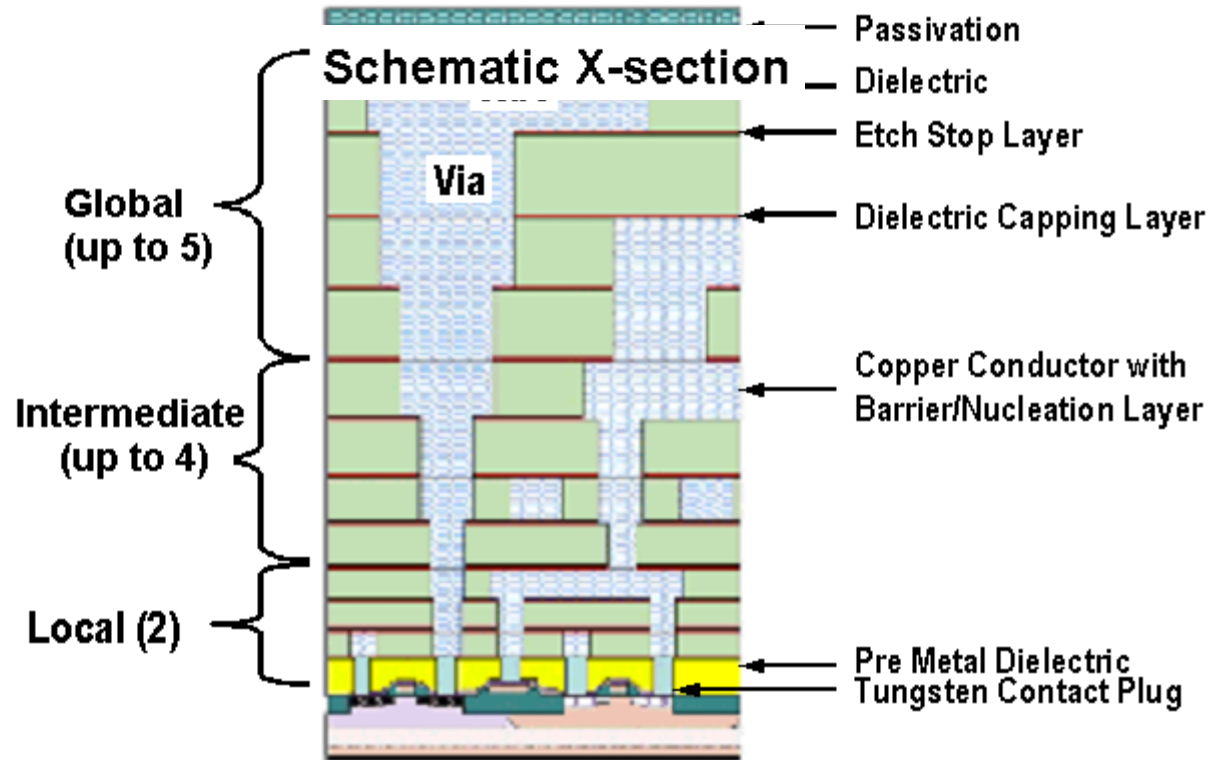 Passivation
Schematic X-section
Dielectric
Etch Stop Layer
Via
Global
(up to 5)
Dielectric Capping Layer
Copper Conductor with
Barrier/Nucleation Layer
Intermediate
(up to 4)
Local (2)
Pre Metal Dielectric
Tungsten Contact Plug